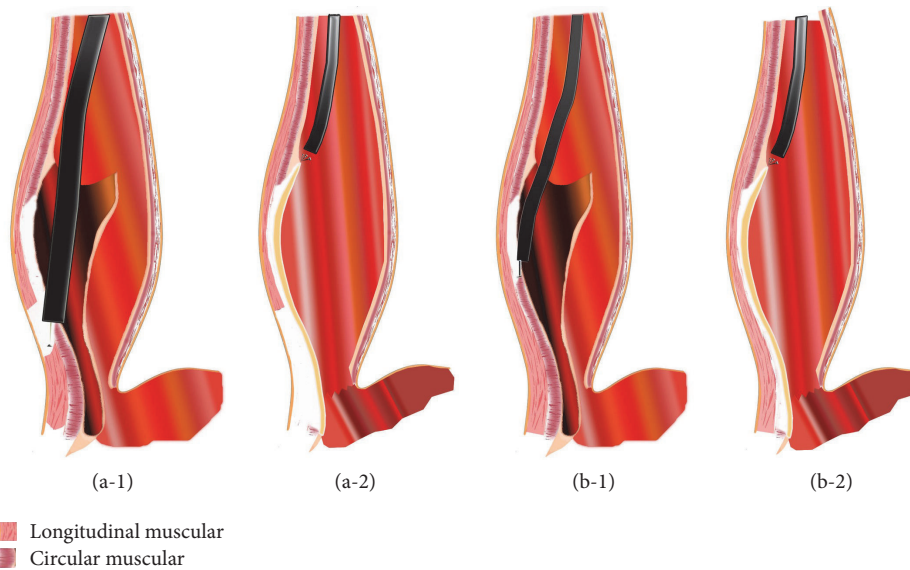 (a-1) (a-2) (b-1) (b-2)
Longitudinal muscular
Circular muscular